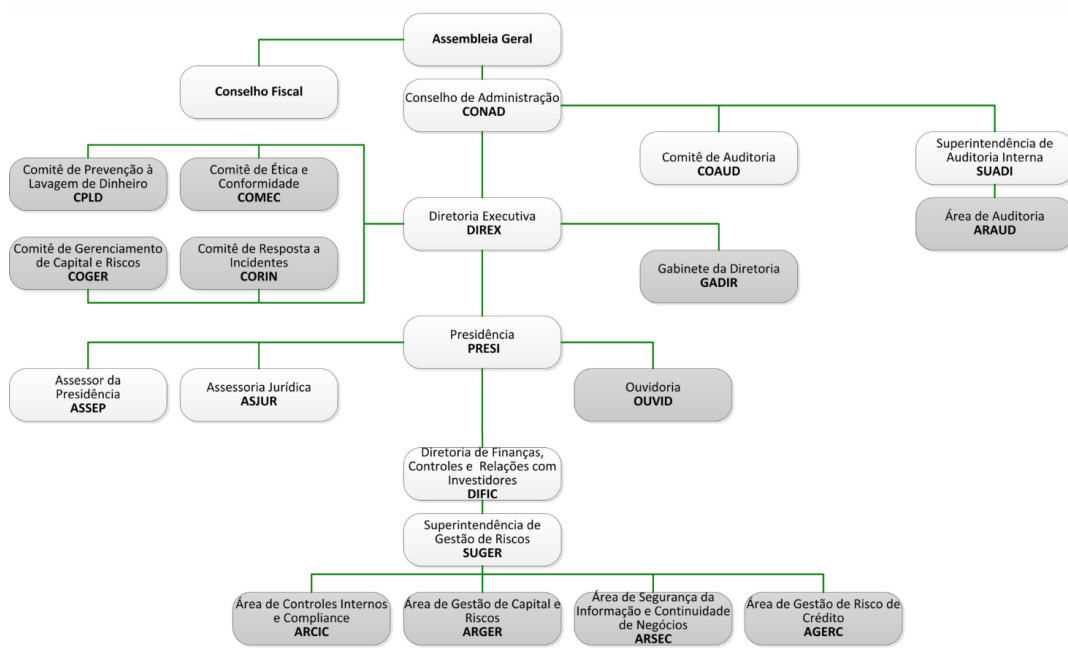 Assembleia Geral
Conselho Fiscal
Conselho de Administração
CONAD
Comitê de Auditoria
COAUD
Superintendência de
Auditoria Interna
SUADI
Comitê de Prevenção à
Lavagem de Dinheiro
CPLD
Comitê de Ética e
Conformidade
COMEC
Diretoria Executiva
DIREX
Área de Auditoria
ARAUD
Comitê de Gerenciamento
de Capital e Riscos
COGER
Comitê de Resposta a
Incidentes
CORIN
Gabinete da Diretoria
GADIR
Presidência
PRESI
Assessor da
Presidência
ASSEP
Assessoria Jurídica
ASJUR
Ouvidoria
OUVID
Diretoria de Finanças,
Controles e Relações com
Investidores
DIFIC
Superintendência de
Gestão de Riscos
SUGER
Área de Controles Internos
e Compliance
ARCIC
Área de Gestão de Capital e
Riscos
ARGER
Área de Segurança da
Informação e Continuidade
de Negócios
ARSEC
Área de Gestão de Risco de
Crédito
AGERC